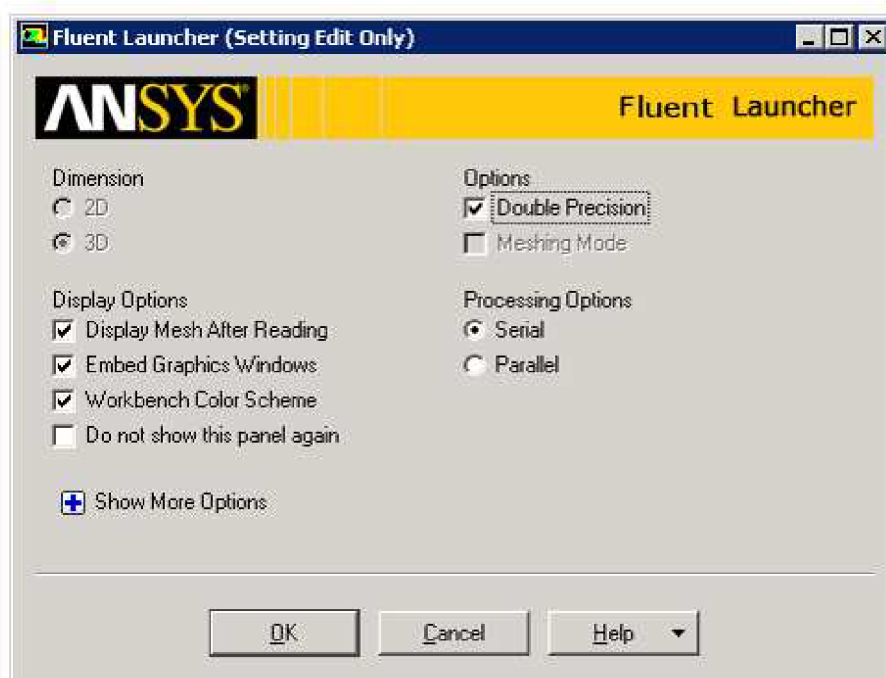 Fluent Launcher (Setting Edit Only)
ANSYS
Fluent Launcher
Dimension
2D
3D
Options
Double Precision
Meshing Mode
Display Options
Display Mesh After Reading
Embed Graphics Windows
Workbench Color Scheme
Do not show this panel again
Processing Options
Serial
Parallel
Show More Options
OK
Cancel
Help